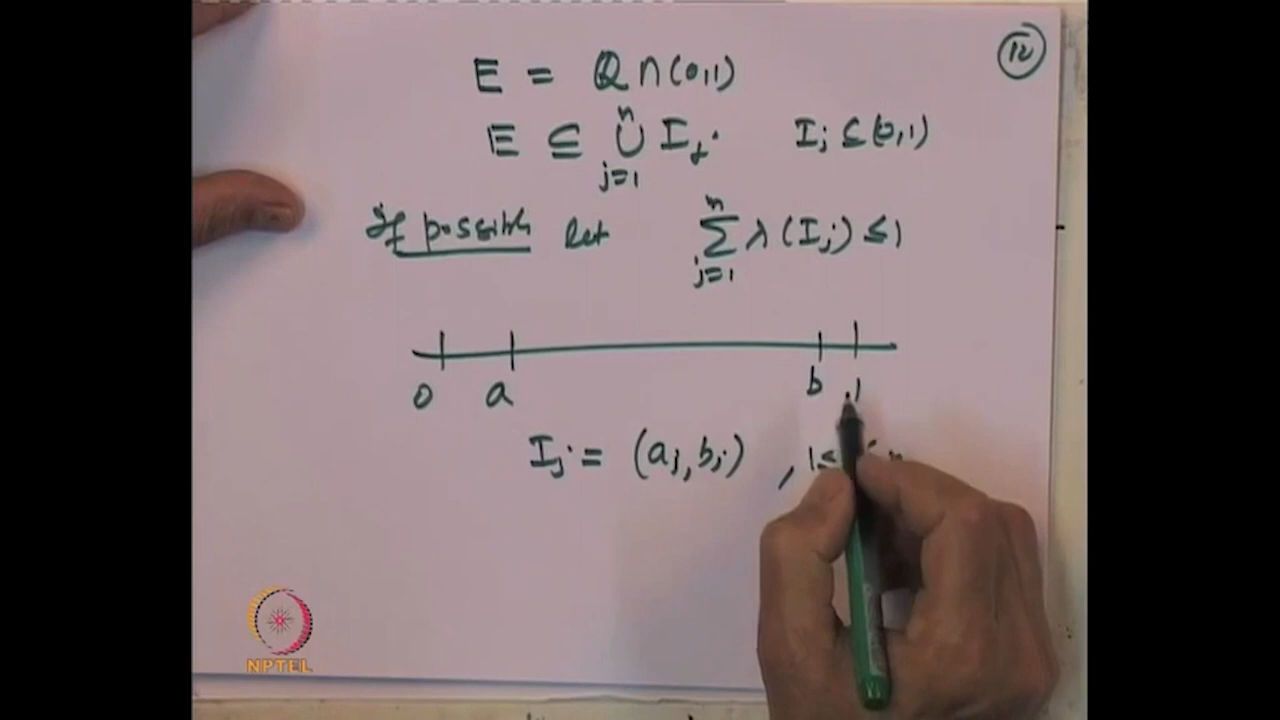 12
E = Q ∩ (0,1)
E ⊆ ⋃_{j=1}^{n} I_j. I_j ⊆ (0,1)
If possible let ∑_{j=1}^{n} λ(I_j) ≤ 1
0 a b 1
I_j = (a_j, b_j) , 1≤
NPTEL